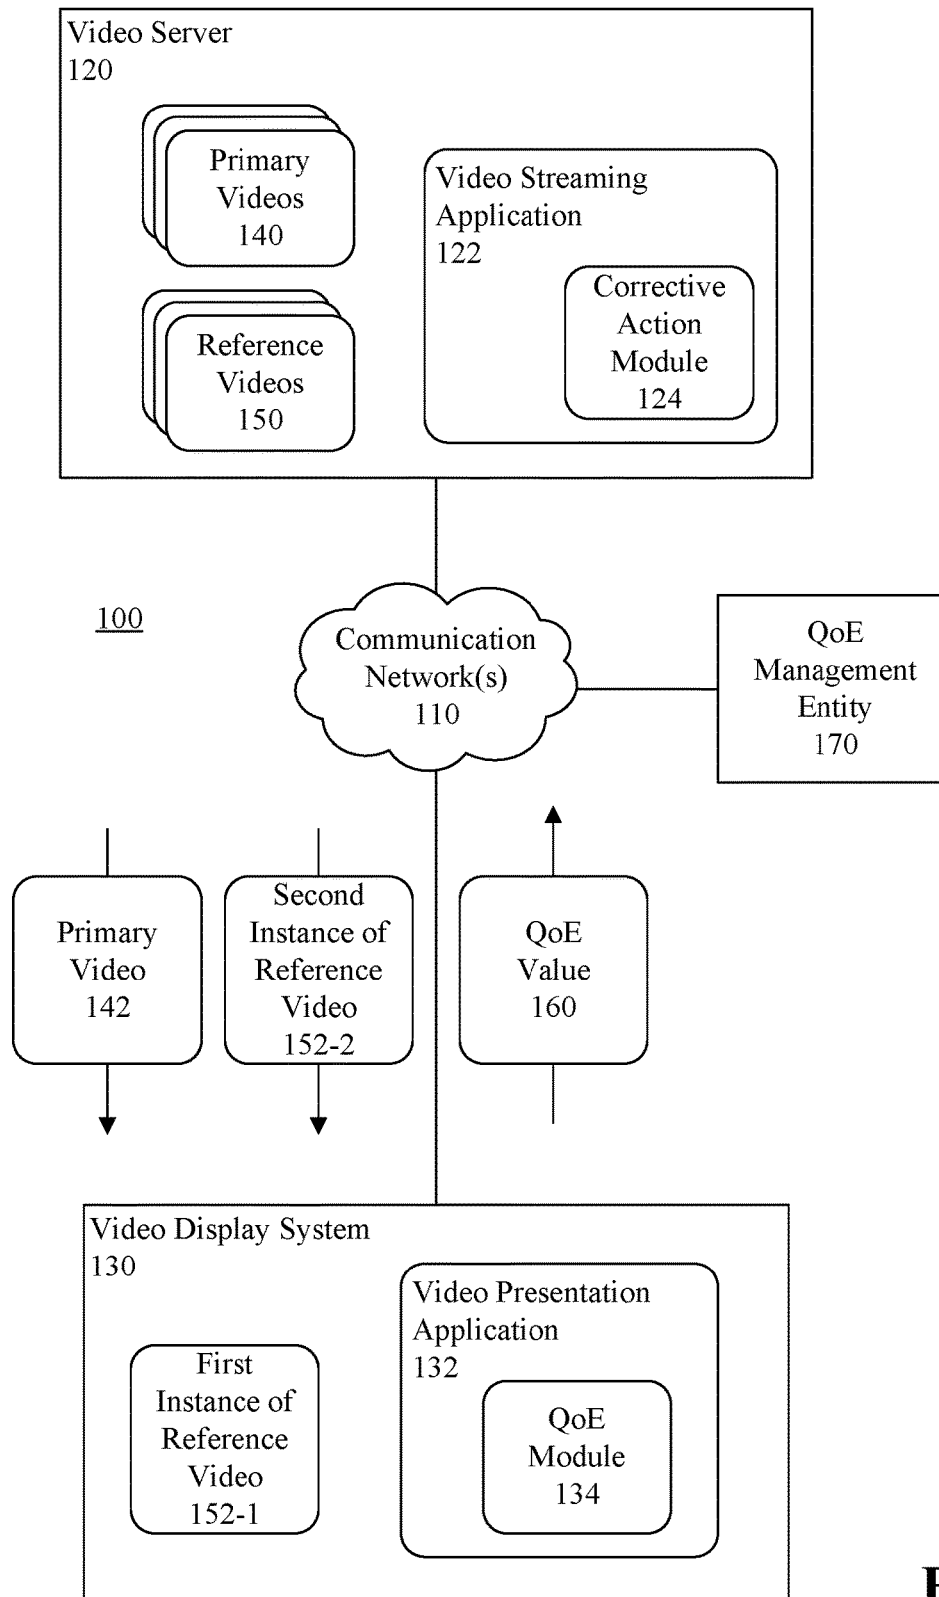 Video Server
120
Primary
Videos
140
Reference
Videos
150
Video Streaming
Application
122
Corrective
Action
Module
124
100
Communication
Network(s)
110
QoE
Management
Entity
170
Primary
Video
142
Second
Instance of
Reference
Video
152-2
QoE
Value
160
Video Display System
130
First
Instance of
Reference
Video
152-1
Video Presentation
Application
132
QoE
Module
134